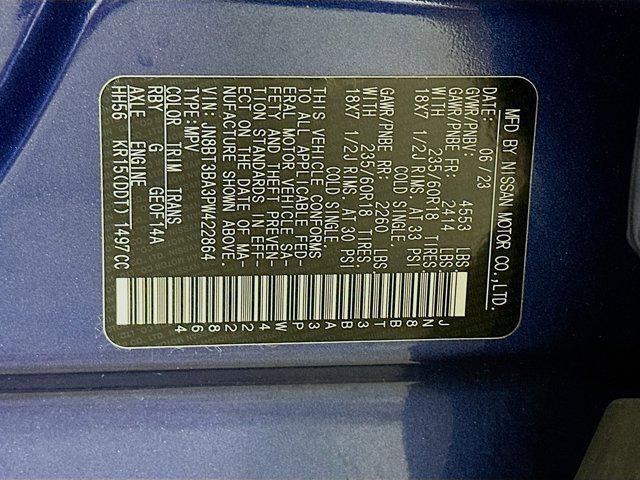 MFD BY NISSAN MOTOR CO.,LTD.
DATE: 06/23
GVWR/PNBV: 4553 LBS.
GAWR/PNBE FR: 2414 LBS.
WITH 235/60R18 TIRES,
18X7 1/2J RIMS, AT 33 PSI
COLD SINGLE.
GAWR/PNBE RR: 2260 LBS.
WITH 235/60R18 TIRES,
18X7 1/2J RIMS, AT 30 PSI
COLD SINGLE.
THIS VEHICLE CONFORMS
TO ALL APPLICABLE FED-
ERAL MOTOR VEHICLE SA-
FETY AND THEFT PREVEN-
TION STANDARDS IN EFF-
ECT ON THE DATE OF MA-
NUFACTURE SHOWN ABOVE.
VIN: JN8BT3BA3PW422864
TYPE: MPV
COLOR TRIM TRANS
RBY G GE0F14A
AXLE ENGINE
HH56 KR15(DDT) 1497CC
JN8BT3BA3PW422864